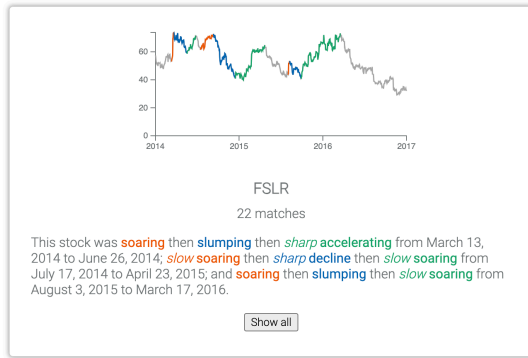 60
40
20
0
2014 2015 2016 2017
FSLR
22 matches
This stock was soaring then slumping then sharp accelerating from March 13,
2014 to June 26, 2014; slow soaring then sharp decline then slow soaring from
July 17, 2014 to April 23, 2015; and soaring then slumping then slow soaring from
August 3, 2015 to March 17, 2016.
Show all